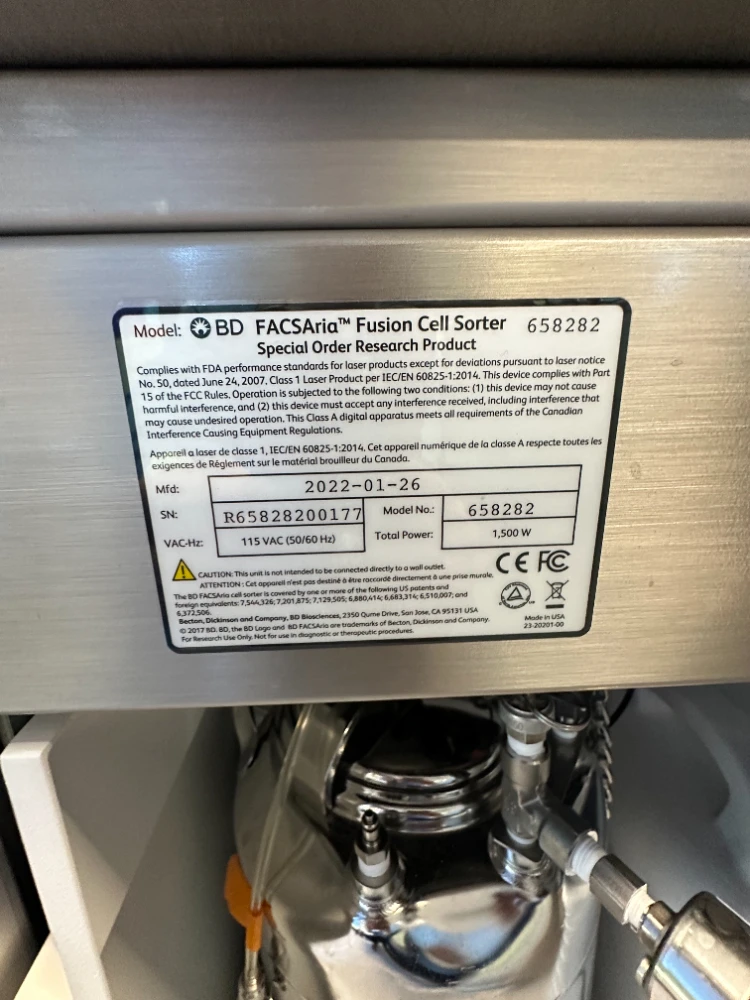 Model: BD FACSAria™ Fusion Cell Sorter 658282
Special Order Research Product
Complies with FDA performance standards for laser products except for deviations pursuant to laser notice
No. 50, dated June 24, 2007. Class 1 Laser Product per IEC/EN 60825-1:2014. This device complies with Part
15 of the FCC Rules. Operation is subjected to the following two conditions: (1) this device may not cause
harmful interference, and (2) this device must accept any interference received, including interference that
may cause undesired operation. This Class A digital apparatus meets all requirements of the Canadian
Interference Causing Equipment Regulations.
Appareil a laser de classe 1, IEC/EN 60825-1:2014. Cet appareil numérique de la classe A respecte toutes les
exigences de Règlement sur le matérial brouilleur du Canada.
Mfd: 2022-01-26
SN: R65828200177 Model No.: 658282
VAC-Hz: 115 VAC (50/60 Hz) Total Power: 1,500 W
CAUTION: This unit is not intended to be connected directly to a wall outlet.
ATTENTION: Cet appareil n'est pas destiné à être raccordé directement à une prise murale.
CE FC
The BD FACSAria cell sorter is covered by one or more of the following US patents and
foreign equivalents: 7,544,326; 7,201,875; 7,129,505; 6,880,414; 6,683,314; 6,510,007; and
6,372,506.
Becton, Dickinson and Company, BD Biosciences, 2350 Qume Drive, San Jose, CA 95131 USA
© 2017 BD. BD, the BD Logo and BD FACSAria are trademarks of Becton, Dickinson and Company.
For Research Use Only. Not for use in diagnostic or therapeutic procedures.
Made in USA
23-20201-00